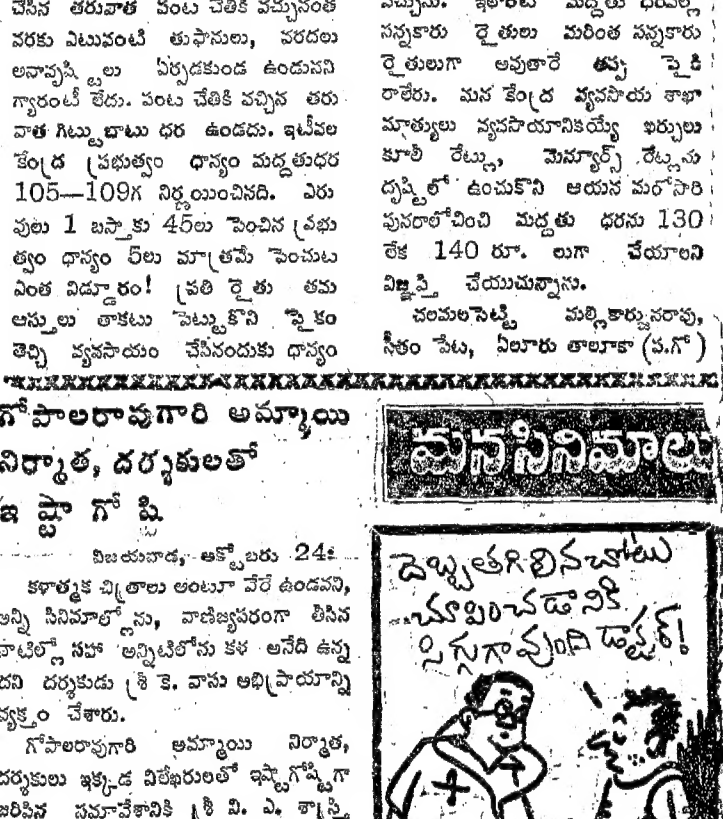 చేసిన తరువాత పంట చేతికి వచ్చునంత
వరకు ఎటువంటి తుఫానులు, వరదలు
అనావృష్టులు ఏర్పడకుండ ఉండునని
గ్యారంటీ లేదు. పంట చేతికి వచ్చిన తరు
వాత గిట్టుబాటు ధర ఉండదు. ఇటీవల
కేంద్ర ప్రభుత్వం ధాన్యం మద్దతుధర
105—109గ నిర్ణయించినది. ఎరు
వులు 1 బస్తాకు 45లు పెంచిన ప్రభు
త్వం ధాన్యం 5లు మాత్రమే పెంచుట
ఎంత విడ్డూరం! ప్రతి రైతు తమ
ఆస్తులు తాకటు పెట్టుకొని పైకం
తెచ్చి వ్యవసాయం చేసినందుకు ధాన్యం
మద్దతు
సన్నకారు రైతులు మరింత సన్నకారు
రైతులుగా అవుతారే తప్ప పైకి
రాలేరు. మన కేంద్ర వ్యవసాయ శాఖా
మాత్యులు వ్యవసాయానికయ్యే ఖర్చులు
కూలీ రేట్లు, మెన్యూర్స్ రేట్లను
దృష్టిలో ఉంచుకొని ఆయన మరోసారి
పునరాలోచించి మద్దతు ధరను 130
లేక 140 రూ. లుగా చేయాలని
విజ్ఞప్తి చేయుచున్నాను.
చలమలసెట్టి మల్లికార్జునరావు,
సీతం పేట, ఏలూరు తాలూకా (ప.గో)
గోపాలరావుగారి అమ్మాయి
నిర్మాత, దర్శకులతో
ఇష్టాగోష్ఠి
విజయవాడ, అక్టోబరు 24:
కళాత్మక చిత్రాలు అంటూ వేరే ఉండవని,
అన్ని సినిమాల్లోను, వాణిజ్యపరంగా తీసిన
వాటిల్లో సహా అన్నిటిలోను కళ అనేది ఉన్న
దని దర్శకుడు శ్రీ కె. వాసు అభిప్రాయాన్ని
వ్యక్తం చేశారు.
గోపాలరావుగారి అమ్మాయి నిర్మాత,
దర్శకులు ఇక్కడ విలేఖరులతో ఇష్టాగోష్ఠిగా
జరిపిన సమావేశానికి శ్రీ వి. ఎ. శాస్త్రి
మనసినిమాలు
దెబ్బతగిలినచోటు
చూపించడానికి
సిగ్గుగావుంది డాక్టర్!